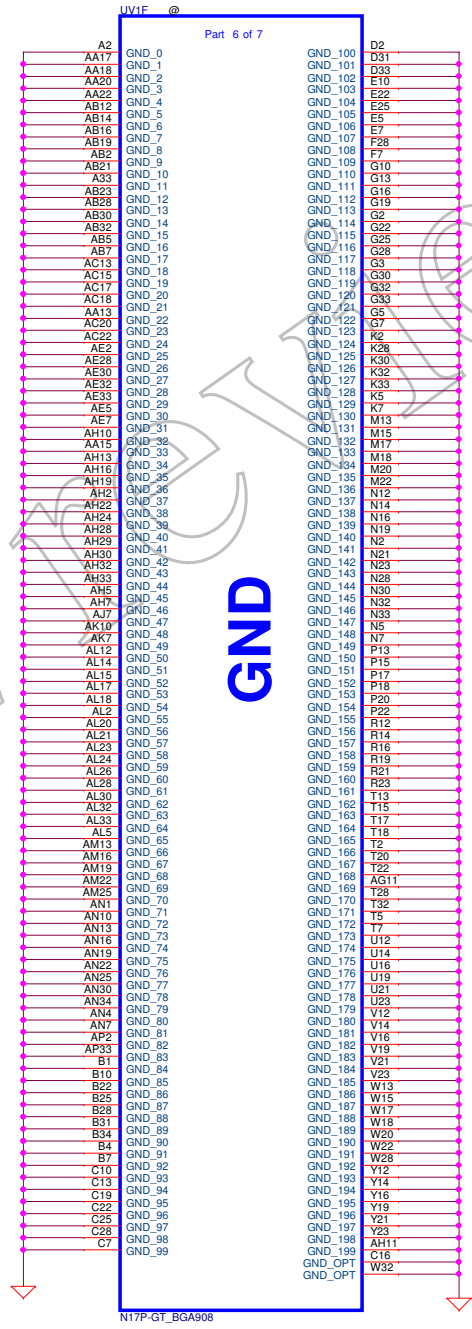 UV1F @
Part 6 of 7
A2 GND_0 GND_100 D2
AA17 GND_1 GND_101 D31
AA18 GND_2 GND_102 D33
AA20 GND_3 GND_103 E10
AA22 GND_4 GND_104 E22
AB12 GND_5 GND_105 E25
AB14 GND_6 GND_106 E5
AB16 GND_7 GND_107 E7
AB19 GND_8 GND_108 F28
AB2 GND_9 GND_109 F7
AB21 GND_10 GND_110 G10
A33 GND_11 GND_111 G13
AB23 GND_12 GND_112 G16
AB28 GND_13 GND_113 G19
AB30 GND_14 GND_114 G2
AB32 GND_15 GND_115 G22
AB5 GND_16 GND_116 G25
AB7 GND_17 GND_117 G28
AC13 GND_18 GND_118 G3
AC15 GND_19 GND_119 G30
AC17 GND_20 GND_120 G32
AC18 GND_21 GND_121 G33
AA13 GND_22 GND_122 G5
AC20 GND_23 GND_123 G7
AC22 GND_24 GND_124 K2
AE2 GND_25 GND_125 K28
AE28 GND_26 GND_126 K30
AE30 GND_27 GND_127 K32
AE32 GND_28 GND_128 K33
AE33 GND_29 GND_129 K5
AE5 GND_30 GND_130 K7
AE7 GND_31 GND_131 M13
AH10 GND_32 GND_132 M15
AA15 GND_33 GND_133 M17
AH13 GND_34 GND_134 M18
AH16 GND_35 GND_135 M20
AH19 GND_36 GND_136 M22
AH2 GND_37 GND_137 N12
AH22 GND_38 GND_138 N14
AH24 GND_39 GND_139 N16
AH28 GND_40 GND_140 N19
AH29 GND_41 GND_141 N2
AH30 GND_42 GND_142 N21
AH32 GND_43 GND_143 N23
AH33 GND_44 GND_144 N28
AH5 GND_45 GND_145 N30
AH7 GND_46 GND_146 N32
AJ7 GND_47 GND_147 N33
AK10 GND_48 GND_148 N5
AK7 GND_49 GND_149 N7
AL12 GND_50 GND_150 P13
AL14 GND_51 GND_151 P15
AL15 GND_52 GND_152 P17
AL17 GND_53 GND_153 P18
AL18 GND_54 GND_154 P20
AL2 GND_55 GND_155 P22
AL20 GND_56 GND_156 R12
AL21 GND_57 GND_157 R14
AL23 GND_58 GND_158 R16
AL24 GND_59 GND_159 R19
AL26 GND_60 GND_160 R21
AL28 GND_61 GND_161 R23
AL30 GND_62 GND_162 T13
AL32 GND_63 GND_163 T15
AL33 GND_64 GND_164 T17
AL5 GND_65 GND_165 T18
AM13 GND_66 GND_166 T2
AM16 GND_67 GND_167 T20
AM19 GND_68 GND_168 T22
AM22 GND_69 GND_169 AG11
AM25 GND_70 GND_170 T28
AN1 GND_71 GND_171 T32
AN10 GND_72 GND_172 T5
AN13 GND_73 GND_173 T7
AN16 GND_74 GND_174 U12
AN19 GND_75 GND_175 U14
AN22 GND_76 GND_176 U16
AN25 GND_77 GND_177 U19
AN30 GND_78 GND_178 U21
AN34 GND_79 GND_179 U23
AN4 GND_80 GND_180 V12
AN7 GND_81 GND_181 V14
AP2 GND_82 GND_182 V16
AP33 GND_83 GND_183 V19
B1 GND_84 GND_184 V21
B10 GND_85 GND_185 V23
B22 GND_86 GND_186 W13
B25 GND_87 GND_187 W15
B28 GND_88 GND_188 W17
B31 GND_89 GND_189 W18
B34 GND_90 GND_190 W20
B4 GND_91 GND_191 W22
B7 GND_92 GND_192 W28
C10 GND_93 GND_193 Y12
C13 GND_94 GND_194 Y14
C19 GND_95 GND_195 Y16
C22 GND_96 GND_196 Y19
C25 GND_97 GND_197 Y21
C28 GND_98 GND_198 Y23
C7 GND_99 GND_199 AH11
GND_OPT C16
GND_OPT W32
GND
N17P-GT_BGA908